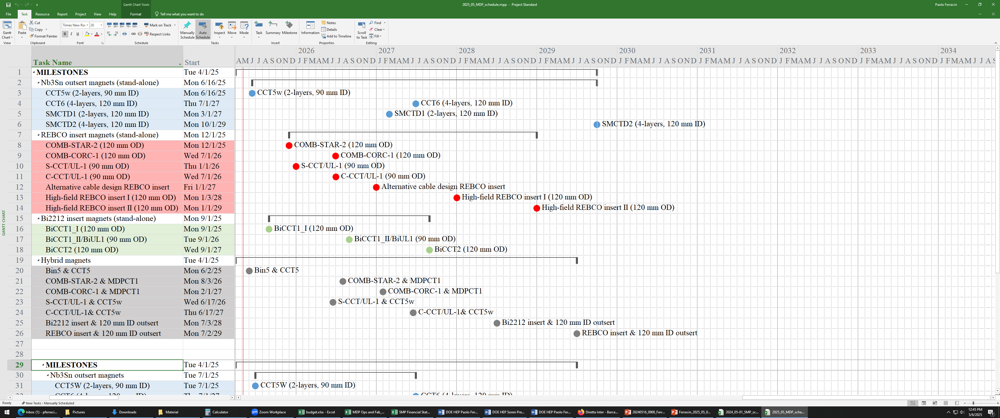 Gantt Chart Tools
2025_05_MDP_schedule.mpp - Project Standard
Paolo Ferracin
File Task Resource Report Project View Help Format Tell me what you want to do
Gantt Chart
View
Paste
Cut
Copy
Format Painter
Clipboard
Times New Ro 20
B I U A
Font
0% 25% 50% 75% 100%
Mark on Track
Respect Links
Schedule
Manually Schedule
Auto Schedule
Inspect Move Mode
Tasks
Task Summary Milestone
Insert
Information
Notes
Details
Add to Timeline
Properties
Scroll to Task
Find
Clear
Fill
Editing
2026 2027 2028 2029 2030 2031 2032 2033 2034
Task Name Start
A M J J A S O N D J F M A M J J A S O N D J F M A M J J A S O N D J F M A M J J A S O N D J F M A M J J A S O N D J F M A M J J A S O N D J F M A M J J A S O N D J F M A M J J A S O N D J F M A M J J A S O N D J F M A M J J A S
1 MILESTONES Tue 4/1/25
2 Nb3Sn outsert magnets (stand-alone) Mon 6/16/25
3 CCT5w (2-layers, 90 mm ID) Mon 6/16/25 CCT5w (2-layers, 90 mm ID)
4 CCT6 (4-layers, 120 mm ID) Thu 7/1/27 CCT6 (4-layers, 120 mm ID)
5 SMCTD1 (2-layers, 120 mm ID) Mon 3/1/27 SMCTD1 (2-layers, 120 mm ID)
6 SMCTD2 (4-layers, 120 mm ID) Mon 10/1/29 SMCTD2 (4-layers, 120 mm ID)
7 REBCO insert magnets (stand-alone) Mon 12/1/25
8 COMB-STAR-2 (120 mm OD) Mon 12/1/25 COMB-STAR-2 (120 mm OD)
9 COMB-CORC-1 (120 mm OD) Wed 7/1/26 COMB-CORC-1 (120 mm OD)
10 S-CCT/UL-1 (90 mm OD) Thu 1/1/26 S-CCT/UL-1 (90 mm OD)
11 C-CCT/UL-1 (90 mm OD) Wed 7/1/26 C-CCT/UL-1 (90 mm OD)
12 Alternative cable design REBCO insert Fri 1/1/27 Alternative cable design REBCO insert
13 High-field REBCO insert I (120 mm OD) Mon 1/3/28 High-field REBCO insert I (120 mm OD)
14 High-field REBCO insert II (120 mm OD) Mon 1/1/29 High-field REBCO insert II (120 mm OD)
15 Bi2212 insert magnets (stand-alone) Mon 9/1/25
16 BiCCT1_I (120 mm OD) Mon 9/1/25 BiCCT1_I (120 mm OD)
17 BiCCT1_II/BiUL1 (90 mm OD) Tue 9/1/26 BiCCT1_II/BiUL1 (90 mm OD)
18 BiCCT2 (120 mm OD) Wed 9/1/27 BiCCT2 (120 mm OD)
19 Hybrid magnets Tue 4/1/25
20 Bin5 & CCT5 Mon 6/2/25 Bin5 & CCT5
21 COMB-STAR-2 & MDPCT1 Mon 8/3/26 COMB-STAR-2 & MDPCT1
22 COMB-CORC-1 & MDPCT1 Mon 2/1/27 COMB-CORC-1 & MDPCT1
23 S-CCT/UL-1 & CCT5w Wed 6/17/26 S-CCT/UL-1 & CCT5w
24 C-CCT/UL-1& CCT5w Thu 6/17/27 C-CCT/UL-1& CCT5w
25 Bi2212 insert & 120 mm ID outsert Mon 7/3/28 Bi2212 insert & 120 mm ID outsert
26 REBCO insert & 120 mm ID outsert Mon 7/2/29 REBCO insert & 120 mm ID outsert
27
28
29 MILESTONES Tue 4/1/25
30 Nb3Sn outsert magnets Tue 7/1/25
31 CCT5W (2-layers, 90 mm ID) Tue 7/1/25 CCT5W (2-layers, 90 mm ID)
GANTT CHART
Ready New Tasks : Manually Scheduled
Inbox (1) - pferraci...
Pictures
Downloads
Material
Calculator
Zoom Workplace
budget.xlsx - Excel
MDP Ops and Fab_...
SMP Financial Stat...
DOE HEP Paolo Fer...
DOE HEP Soren Pre...
DOE HEP Paolo Fer...
Diretta Inter - Barce...
20240516_0900_Ferr...
Ferracin_2025_05_0...
2024_05-01_SMP_sc...
2025_05_MDP_sche...
12:45 PM
5/6/2025